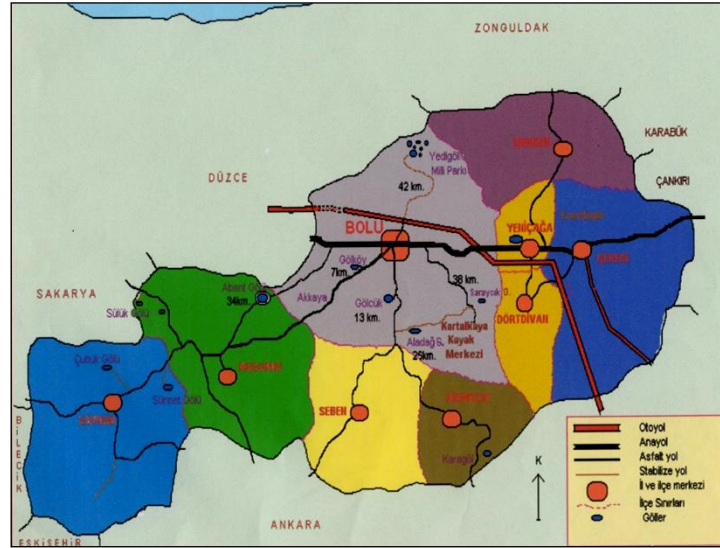 ZONGULDAK
KARABÜK
Yedigöl
Milli Parkı
DÜZCE
42 km.
ÇANKIRI
BOLU
YENİÇAĞA
Gölköy
7km.
38 km.
Abant Gölü
34km.
SAKARYA
Sülük Gölü
Akkaya
Gölcük
13 km.
DÖRTDİVAN
Kartalkaya
Kayak
Merkezi
Aladağ G.
25km.
Çubuk Gölü
Sünnet Gölü
SEBEN
Karagöl
BİLECİK
K
ANKARA
ESKİŞEHİR
Otoyol
Anayol
Asfalt yol
Stabilize yol
İl ve ilçe merkezi
İlçe Sınırları
Göller